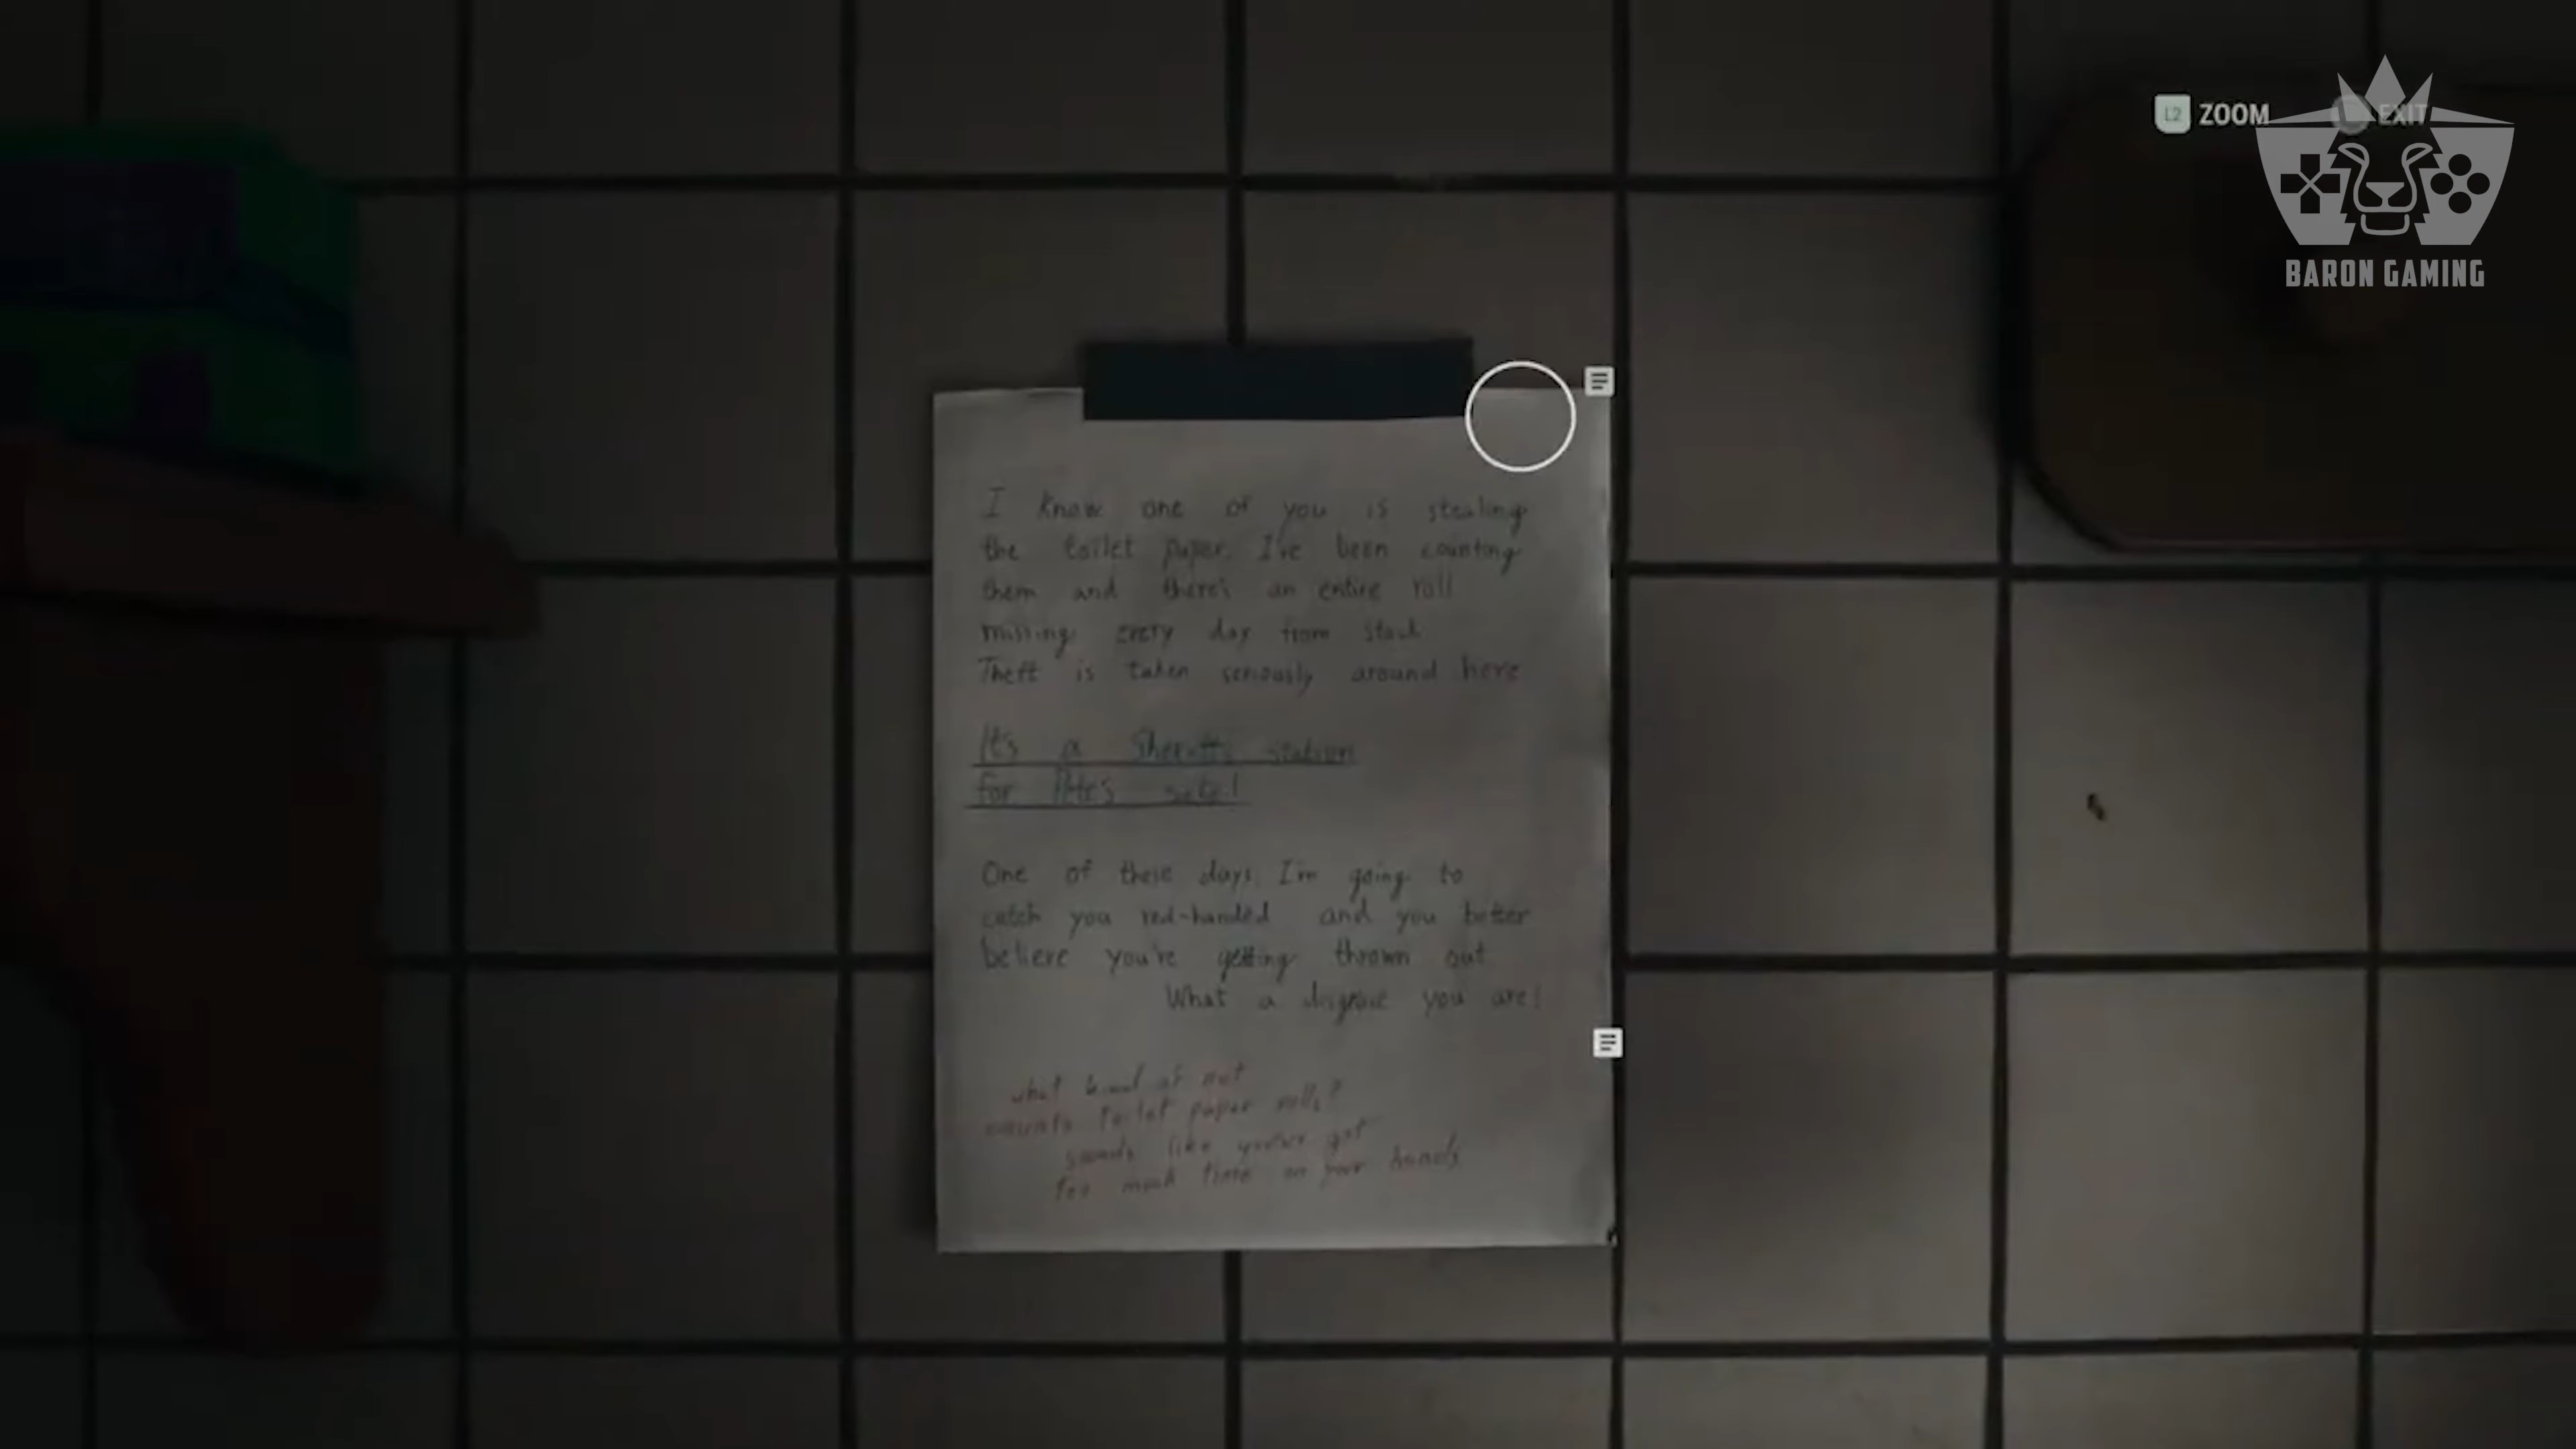 L2 ZOOM EXIT
BARON GAMING
I know one of you is stealing
the toilet paper. I've been counting
them and there's an entire roll
missing every day from stock
Theft is taken seriously around here
It's a Sheriff's station
for Pete's sake!
One of these days I'm going to
catch you red-handed and you better
believe you're getting thrown out
What a disgrace you are!
what kind of nut
counts toilet paper rolls?
sounds like you've got
too much time on your hands